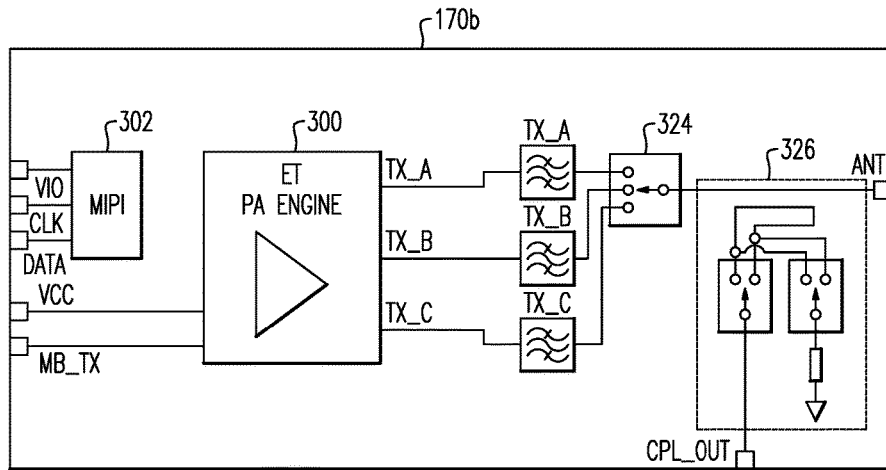 170b
302
MIPI
VIO
CLK
DATA
VCC
MB_TX
300
ET
PA ENGINE
TX_A
TX_B
TX_C
TX_A
TX_B
TX_C
324
326
ANT
CPL_OUT